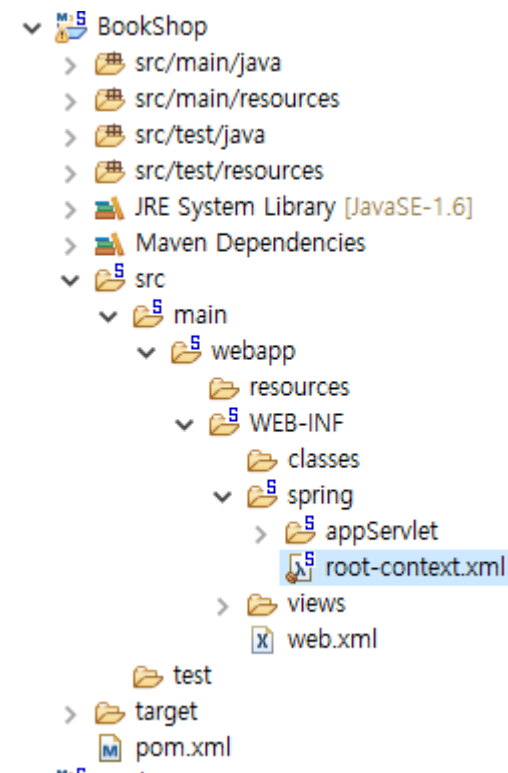 BookShop
src/main/java
src/main/resources
src/test/java
src/test/resources
JRE System Library [JavaSE-1.6]
Maven Dependencies
src
main
webapp
resources
WEB-INF
classes
spring
appServlet
root-context.xml
views
web.xml
test
target
pom.xml